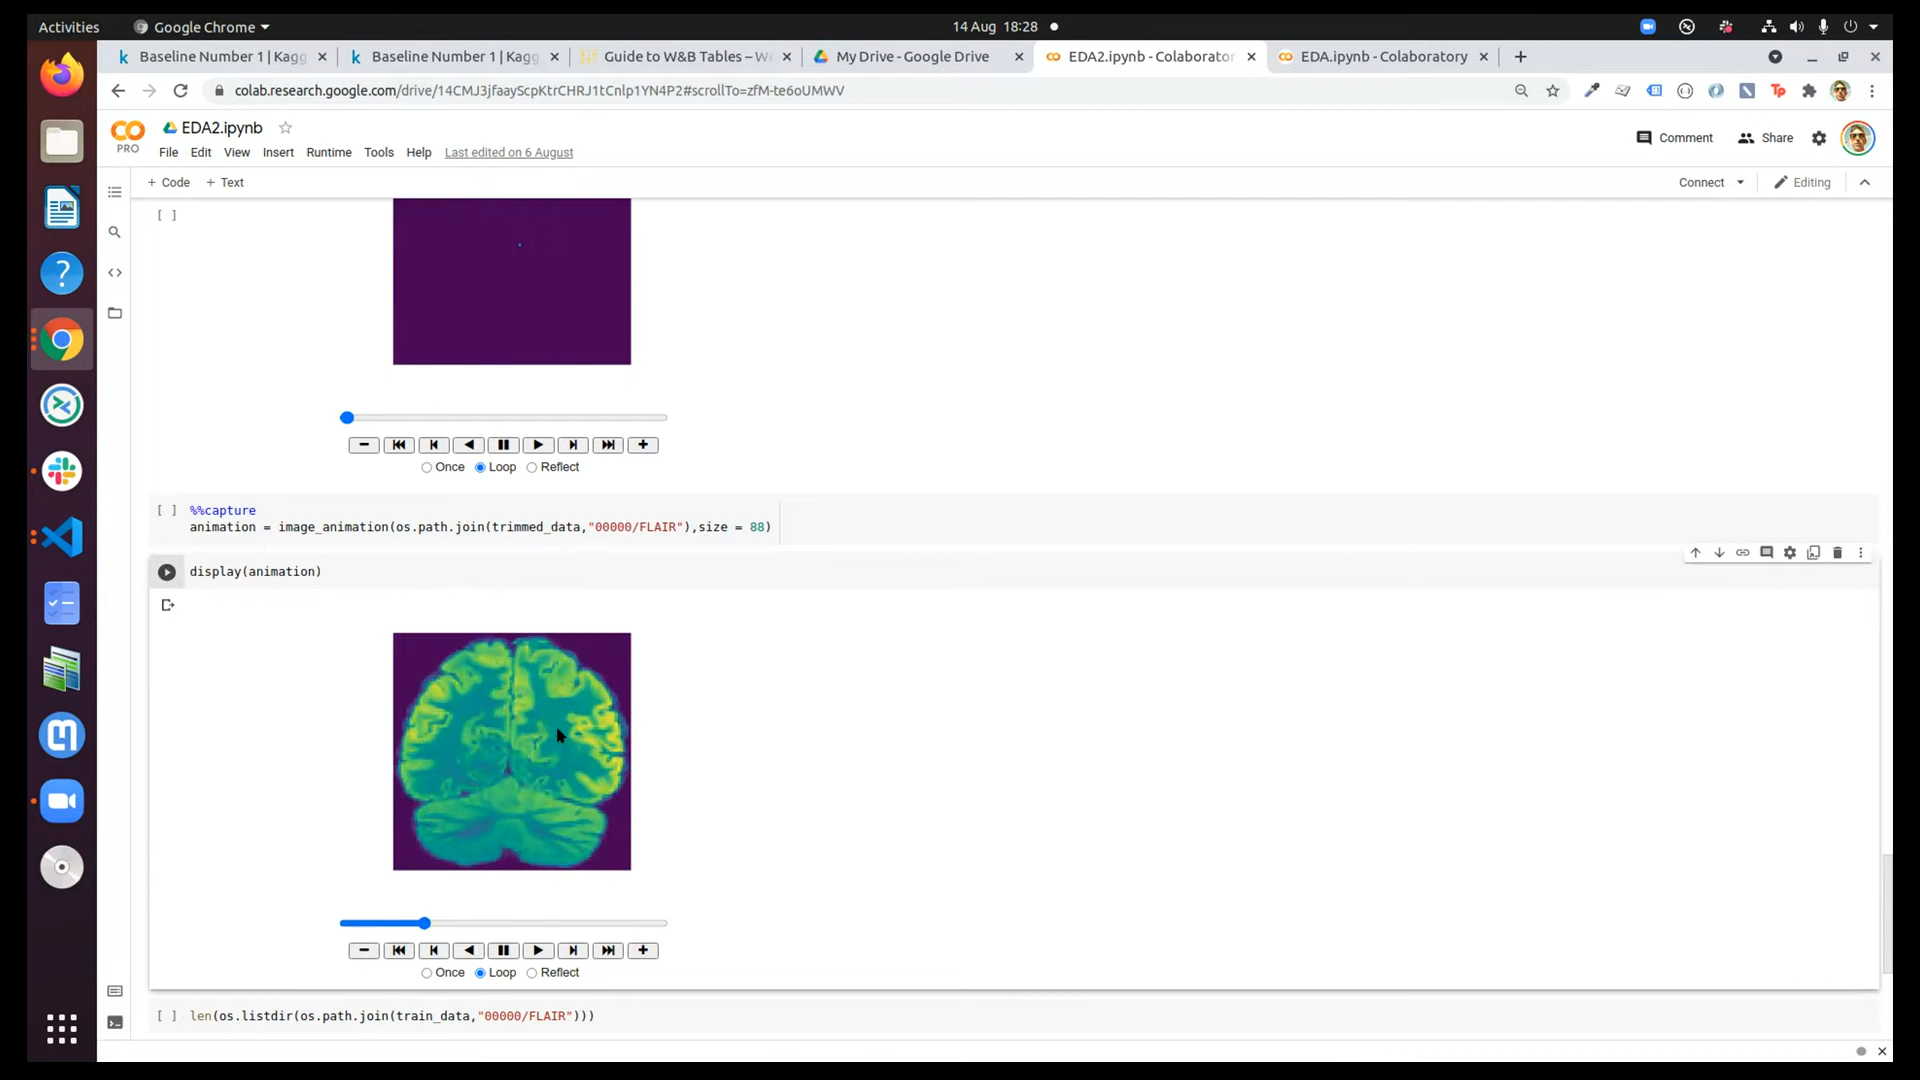 Activities
Google Chrome
14 Aug 18:28
Baseline Number 1 | Kagg
Baseline Number 1 | Kagg
Guide to W&B Tables – We
My Drive - Google Drive
EDA2.ipynb - Colaborator
EDA.ipynb - Colaboratory
colab.research.google.com/drive/14CMJ3jfaayScpKtrCHRJ1tCnlp1YN4P2#scrollTo=zfM-te6oUMWV
PRO
EDA2.ipynb
File Edit View Insert Runtime Tools Help Last edited on 6 August
Comment
Share
+ Code + Text
Connect
Editing
[ ]
Once Loop Reflect
[ ] %%capture
animation = image_animation(os.path.join(trimmed_data,"00000/FLAIR"),size = 88)
display(animation)
Once Loop Reflect
[ ] len(os.listdir(os.path.join(train_data,"00000/FLAIR")))